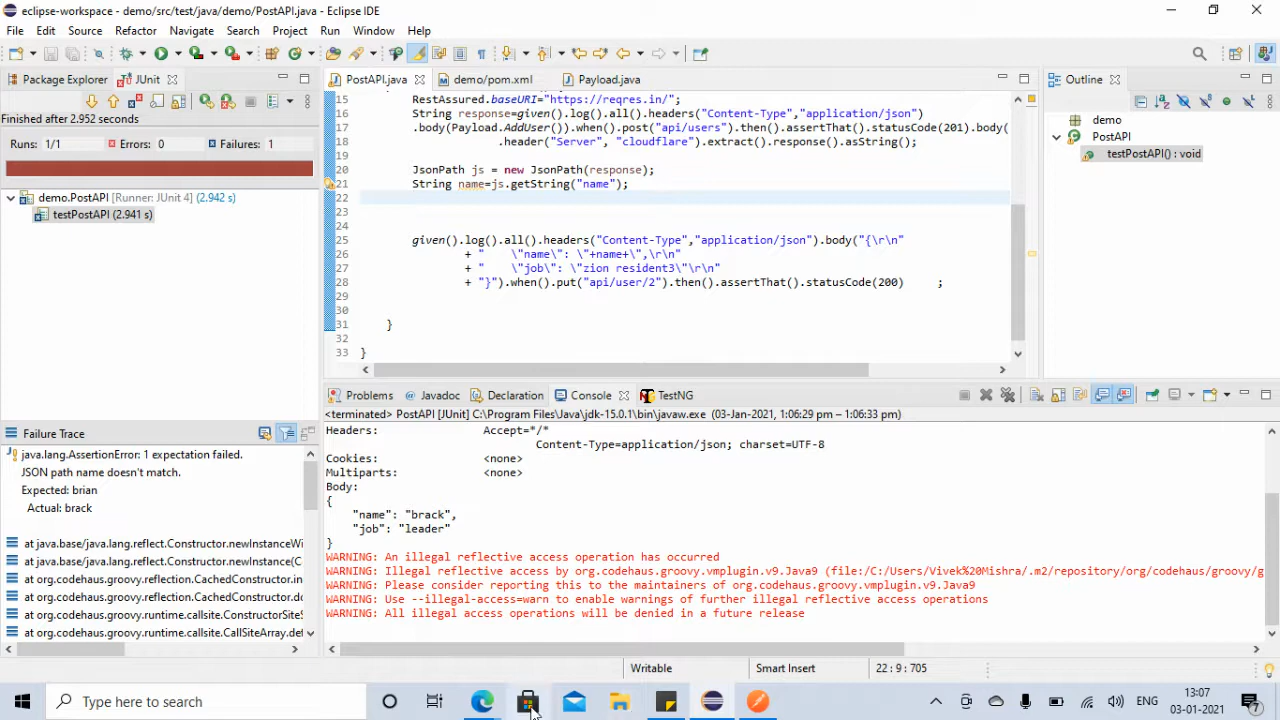 eclipse-workspace - demo/src/test/java/demo/PostAPI.java - Eclipse IDE
File Edit Source Refactor Navigate Search Project Run Window Help
Package Explorer JUnit
Finished after 2.952 seconds
Runs: 1/1 Errors: 0 Failures: 1
demo.PostAPI [Runner: JUnit 4] (2.942 s)
testPostAPI (2.941 s)
Failure Trace
java.lang.AssertionError: 1 expectation failed.
JSON path name doesn't match.
Expected: brian
Actual: brack
at java.base/java.lang.reflect.Constructor.newInstanceWi
at java.base/java.lang.reflect.Constructor.newInstance(C
at org.codehaus.groovy.reflection.CachedConstructor.in
at org.codehaus.groovy.reflection.CachedConstructor.do
at org.codehaus.groovy.runtime.callsite.ConstructorSite
at org.codehaus.groovy.runtime.callsite.CallSiteArray.def
PostAPI.java demo/pom.xml Payload.java
15 RestAssured.baseURI="https://reqres.in/";
16 String response=given().log().all().headers("Content-Type","application/json")
17 .body(Payload.AddUser()).when().post("api/users").then().assertThat().statusCode(201).body(
18 .header("Server", "cloudflare").extract().response().asString();
19
20 JsonPath js = new JsonPath(response);
21 String name=js.getString("name");
22
23
24
25 given().log().all().headers("Content-Type","application/json").body("{\r\n"
26 + "    \"name\": \"+name+\",\r\n"
27 + "    \"job\": \"zion resident3\"\r\n"
28 + "}").when().put("api/user/2").then().assertThat().statusCode(200) ;
29
30
31 }
32
33 }
Outline
demo
PostAPI
testPostAPI() : void
Problems Javadoc Declaration Console TestNG
<terminated> PostAPI [JUnit] C:\Program Files\Java\jdk-15.0.1\bin\javaw.exe (03-Jan-2021, 1:06:29 pm – 1:06:33 pm)
Headers: Accept=*/*
Content-Type=application/json; charset=UTF-8
Cookies: <none>
Multiparts: <none>
Body:
{
"name": "brack",
"job": "leader"
}
WARNING: An illegal reflective access operation has occurred
WARNING: Illegal reflective access by org.codehaus.groovy.vmplugin.v9.Java9 (file:/C:/Users/Vivek%20Mishra/.m2/repository/org/codehaus/groovy/g
WARNING: Please consider reporting this to the maintainers of org.codehaus.groovy.vmplugin.v9.Java9
WARNING: Use --illegal-access=warn to enable warnings of further illegal reflective access operations
WARNING: All illegal access operations will be denied in a future release
Writable Smart Insert 22 : 9 : 705
Type here to search
ENG
13:07
03-01-2021
7